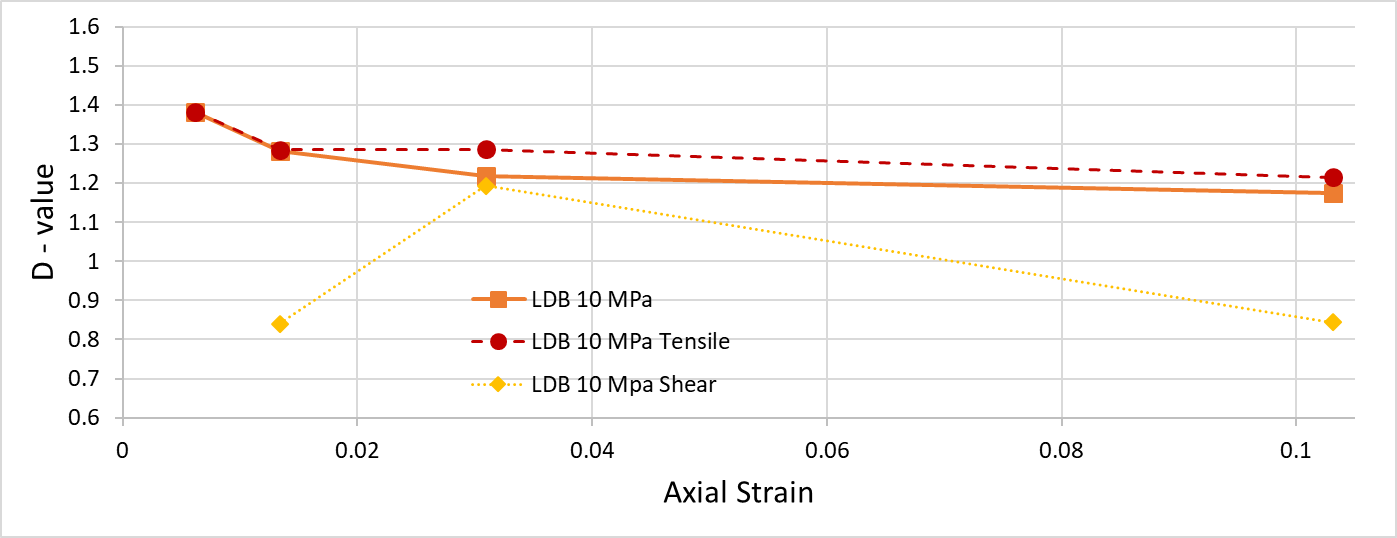 1.6
1.5
1.4
1.3
1.2
1.1
1
0.9
0.8
0.7
0.6
D - value
LDB 10 MPa
LDB 10 MPa Tensile
LDB 10 Mpa Shear
0 0.02 0.04 0.06 0.08 0.1
Axial Strain